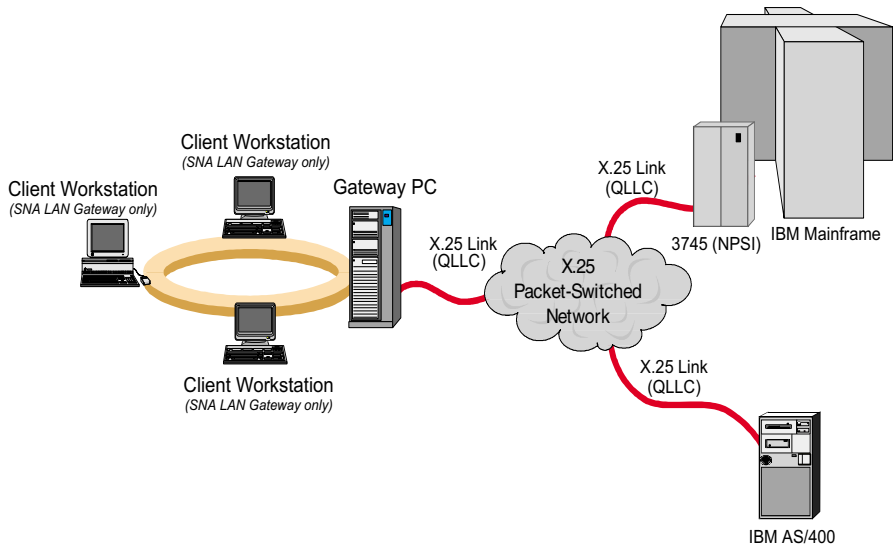 Client Workstation
(SNA LAN Gateway only)
Client Workstation
(SNA LAN Gateway only)
Gateway PC
X.25 Link
(QLLC)
X.25
Packet-Switched
Network
X.25 Link
(QLLC)
3745 (NPSI)
IBM Mainframe
Client Workstation
(SNA LAN Gateway only)
X.25 Link
(QLLC)
IBM AS/400